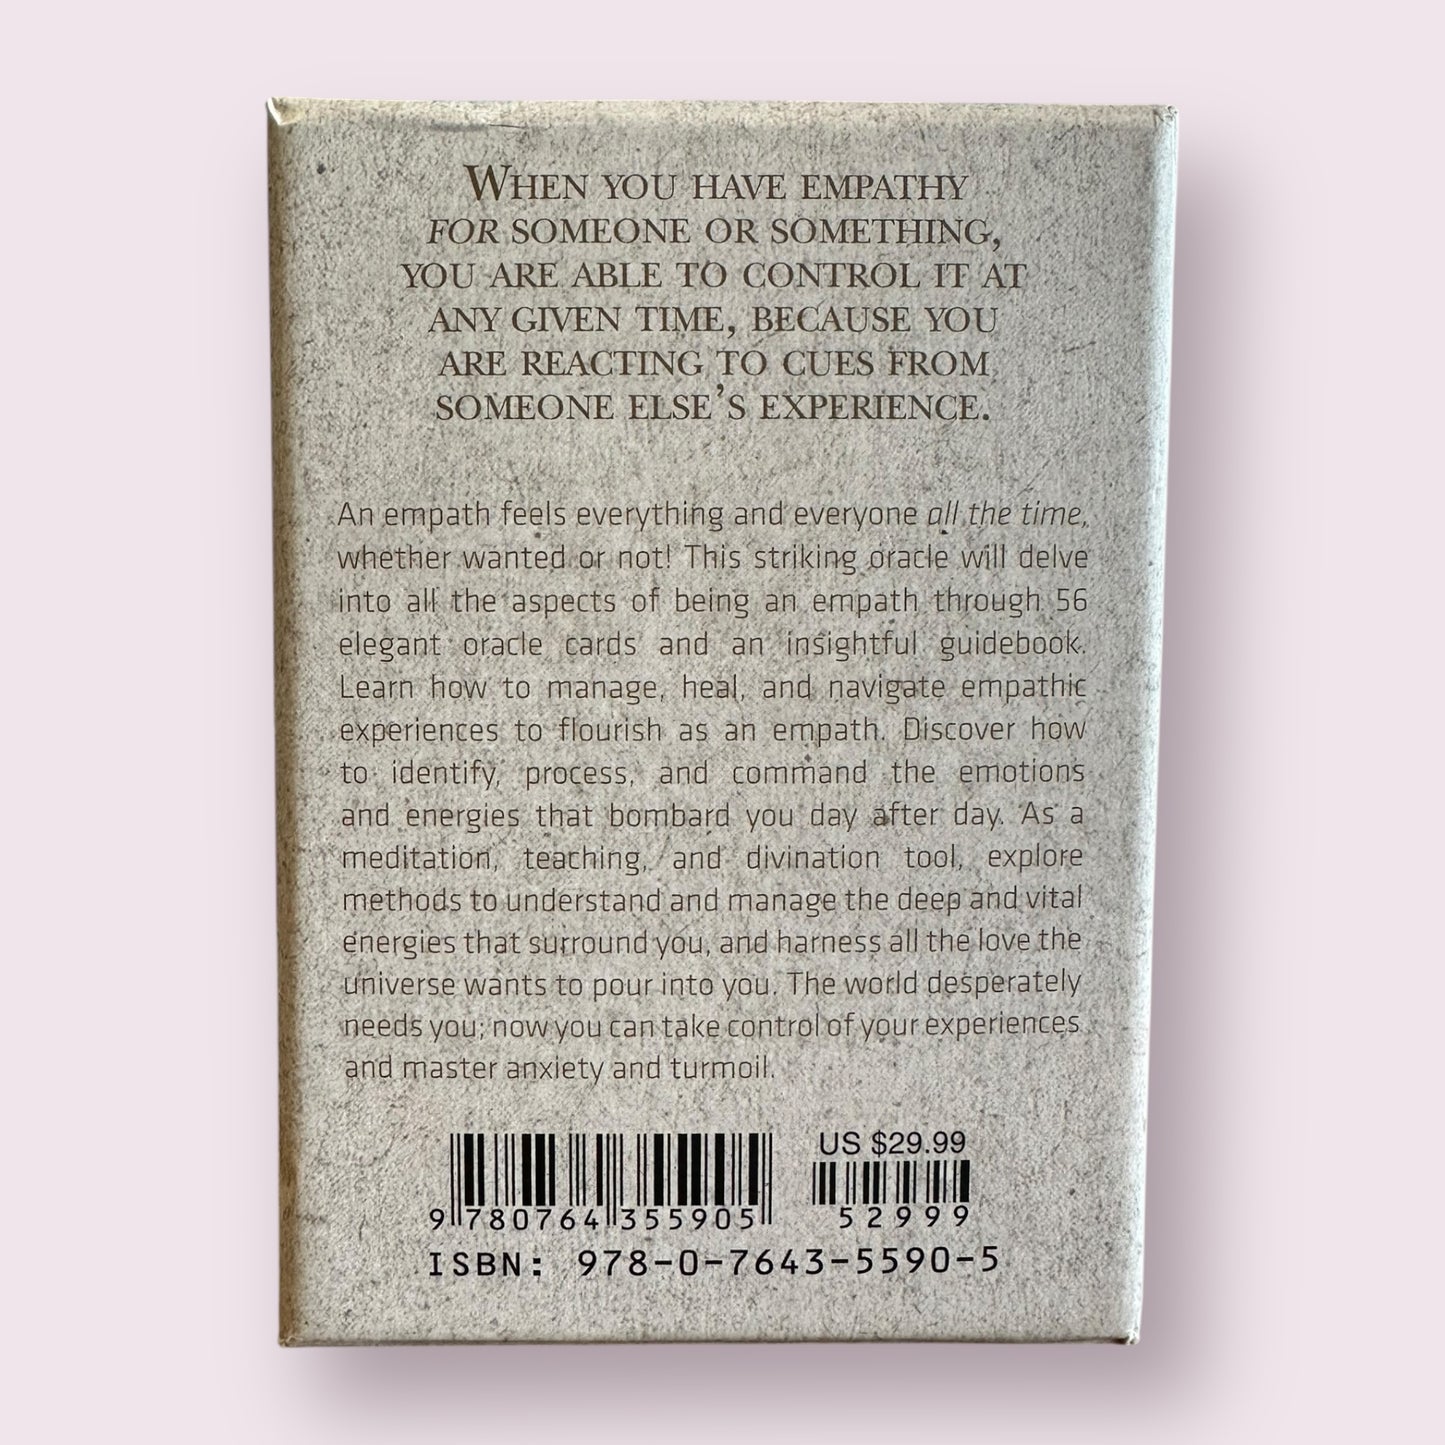 WHEN YOU HAVE EMPATHY
FOR SOMEONE OR SOMETHING,
YOU ARE ABLE TO CONTROL IT AT
ANY GIVEN TIME, BECAUSE YOU
ARE REACTING TO CUES FROM
SOMEONE ELSE'S EXPERIENCE.
An empath feels everything and everyone all the time,
whether wanted or not! This striking oracle will delve
into all the aspects of being an empath through 56
elegant oracle cards and an insightful guidebook.
Learn how to manage, heal, and navigate empathic
experiences to flourish as an empath. Discover how
to identify, process, and command the emotions
and energies that bombard you day after day. As a
meditation, teaching, and divination tool, explore
methods to understand and manage the deep and vital
energies that surround you, and harness all the love the
universe wants to pour into you. The world desperately
needs you; now you can take control of your experiences
and master anxiety and turmoil.
US $29.99
9 780764 355905
52999
ISBN: 978-0-7643-5590-5